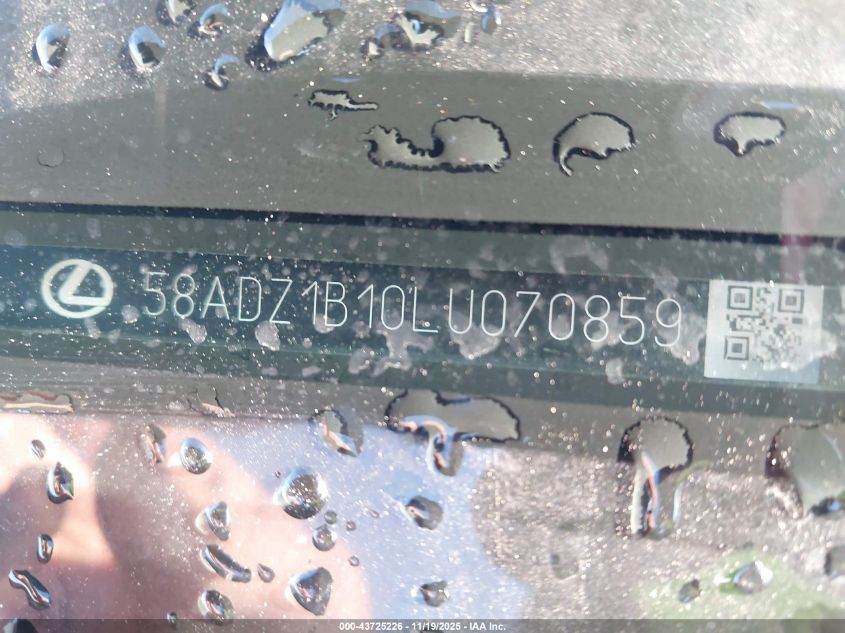 58ADZ1B10LU070859
000-43725226 - 11/19/2025 - IAA Inc.